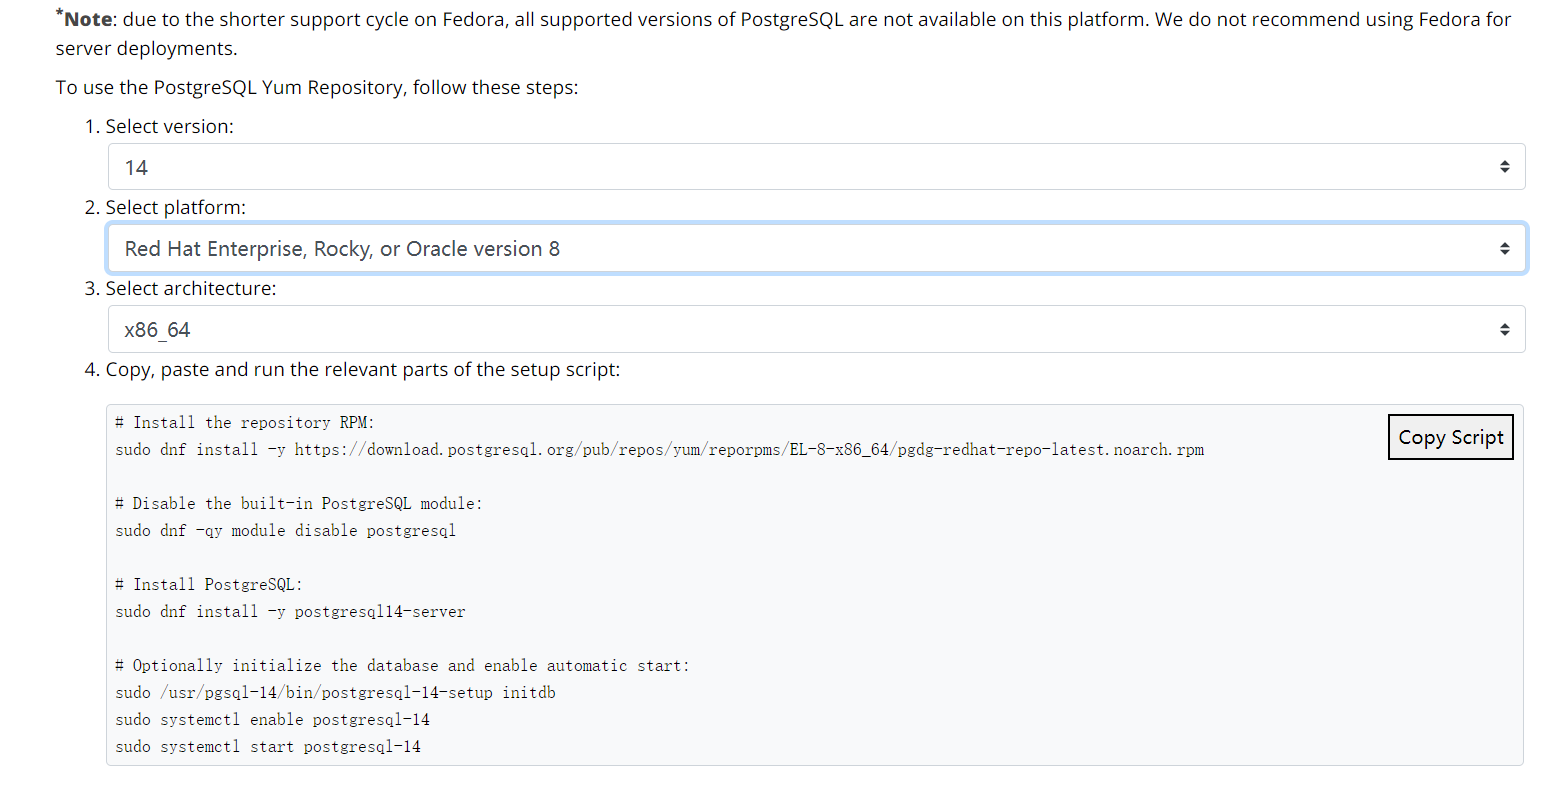 *Note: due to the shorter support cycle on Fedora, all supported versions of PostgreSQL are not available on this platform. We do not recommend using Fedora for
server deployments.
To use the PostgreSQL Yum Repository, follow these steps:
1. Select version:
14
2. Select platform:
Red Hat Enterprise, Rocky, or Oracle version 8
3. Select architecture:
x86_64
4. Copy, paste and run the relevant parts of the setup script:
Copy Script
# Install the repository RPM:
sudo dnf install -y https://download.postgresql.org/pub/repos/yum/reporpms/EL-8-x86_64/pgdg-redhat-repo-latest.noarch.rpm
# Disable the built-in PostgreSQL module:
sudo dnf -qy module disable postgresql
# Install PostgreSQL:
sudo dnf install -y postgresql14-server
# Optionally initialize the database and enable automatic start:
sudo /usr/pgsql-14/bin/postgresql-14-setup initdb
sudo systemctl enable postgresql-14
sudo systemctl start postgresql-14